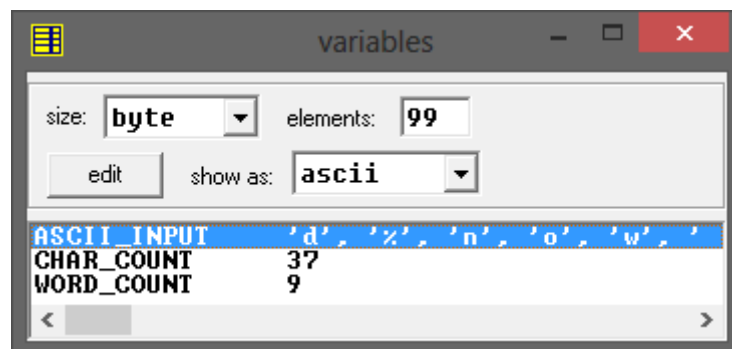 variables
size: byte elements: 99
edit show as: ascii
ASCII_INPUT 'd', '%', 'n', 'o', 'w', '
CHAR_COUNT 37
WORD_COUNT 9